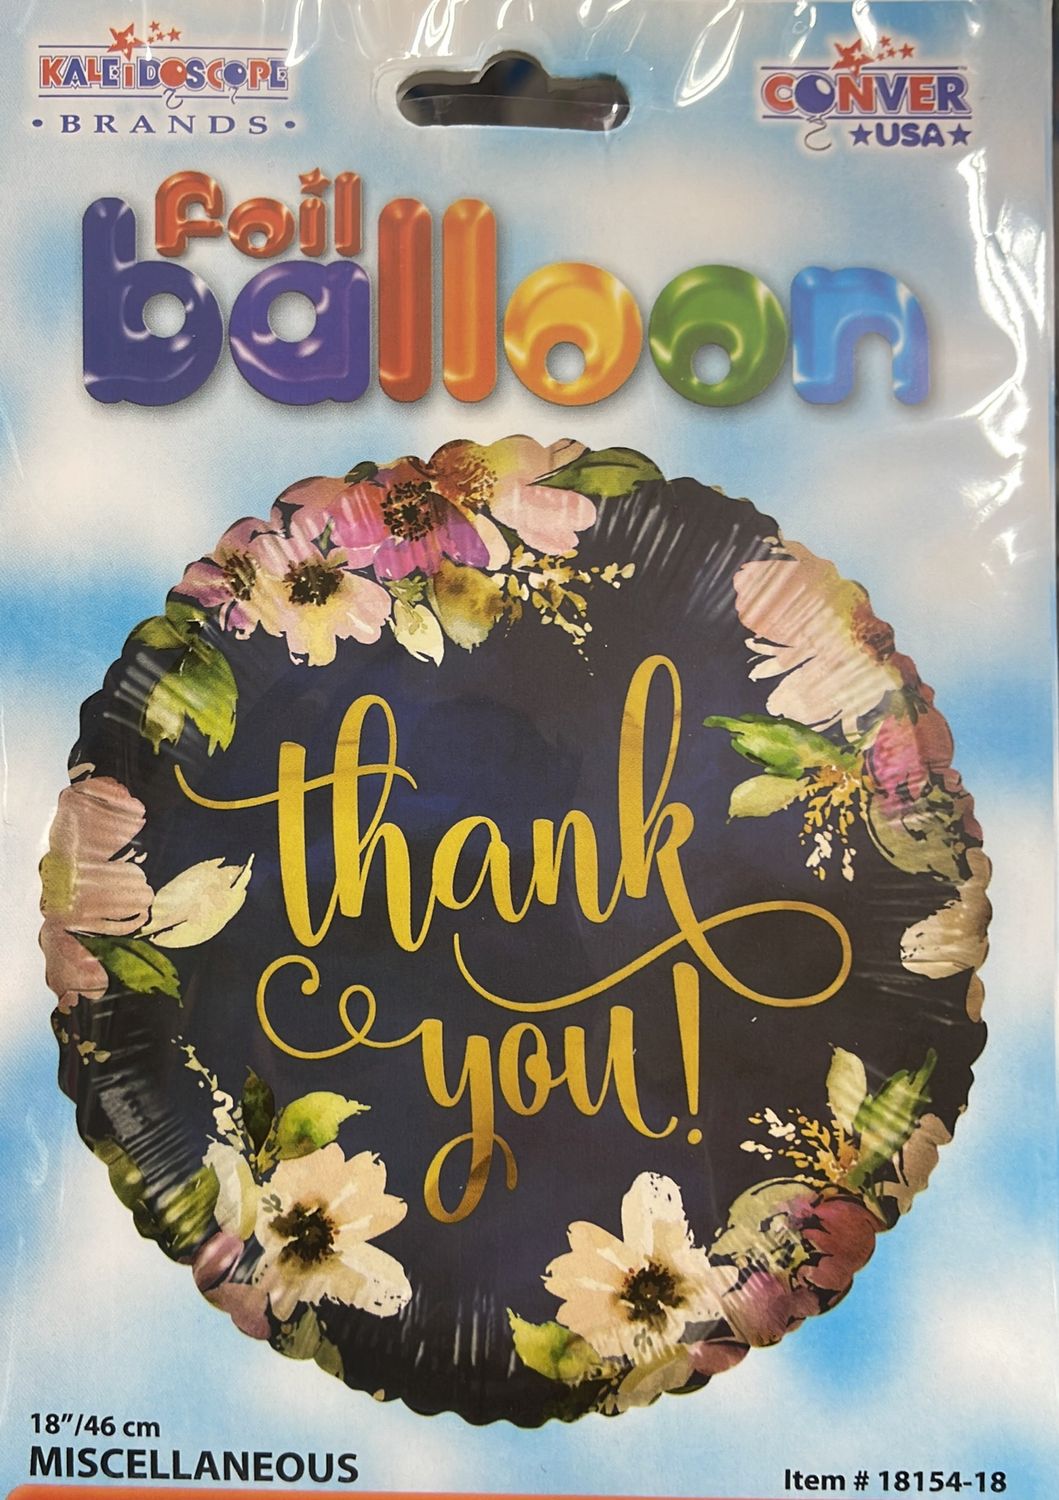 KALEIDOSCOPE
• BRANDS •
CONVER
★USA★
foil
balloon
thank
you!
18"/46 cm
MISCELLANEOUS
Item # 18154-18